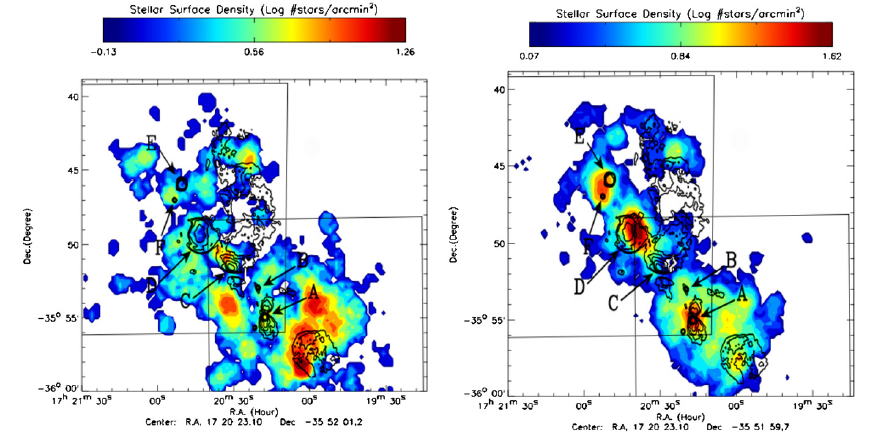 Stellar Surface Density (Log #stars/arcmin²)
−0.13 0.56 1.26
40
45
50
−35° 55'
−36° 00'
Dec.(Degree)
E
F
D
C
B
A
17h 21m 30s 00s 20m 30s 00s 19m 30s
R.A. (Hour)
Center: R.A. 17 20 23.10 Dec −35 52 01.2
Stellar Surface Density (Log #stars/arcmin²)
0.07 0.84 1.62
40
45
50
−35° 55'
−36° 00'
Dec.(Degree)
E
F
D
C
B
A
17h 21m 30s 00s 20m 30s 00s 19m 30s
R.A. (Hour)
Center: R.A. 17 20 23.10 Dec −35 51 59.7